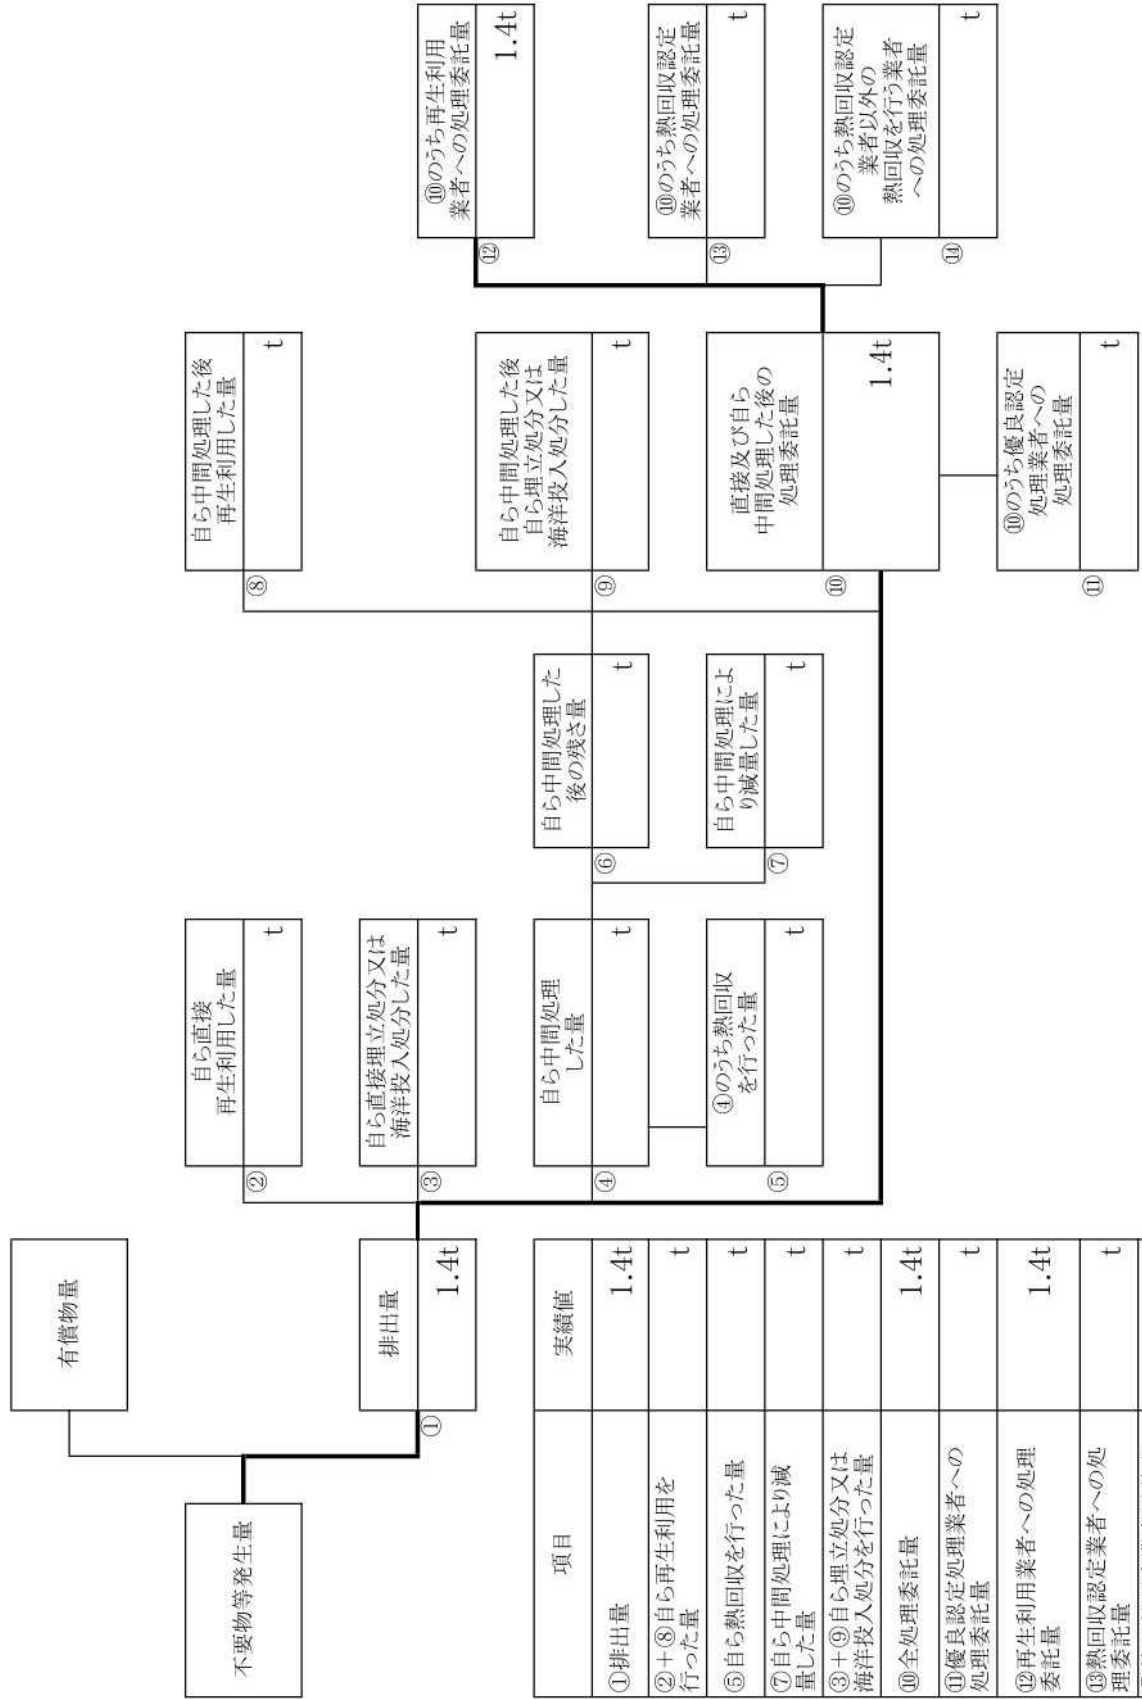 有償物量
不要物等発生量
①
排出量
1.4t
②
自ら直接
再生利用した量
t
③
自ら直接埋立処分又は
海洋投入処分した量
t
④
自ら中間処理
した量
t
⑤
④のうち熱回収
を行った量
t
⑥
自ら中間処理した
後の残さ量
t
⑦
自ら中間処理によ
り減量した量
t
⑧
自ら中間処理した後
再生利用した量
t
⑨
自ら中間処理した後
自ら埋立処分又は
海洋投入処分した量
t
⑩
直接及び自ら
中間処理した後の
処理委託量
1.4t
⑪
⑩のうち優良認定
処理業者への
処理委託量
t
⑫
⑩のうち再生利用
業者への処理委託量
1.4t
⑬
⑩のうち熱回収認定
業者への処理委託量
t
⑭
⑩のうち熱回収認定
業者以外の
熱回収を行う業者
への処理委託量
t
項目 実績値
①排出量 1.4t
②+⑧自ら再生利用を
行った量 t
⑤自ら熱回収を行った量 t
⑦自ら中間処理により減
量した量 t
③+⑨自ら埋立処分又は
海洋投入処分を行った量 t
⑩全処理委託量 1.4t
⑪優良認定処理業者への
処理委託量 t
⑫再生利用業者への処理
委託量 1.4t
⑬熱回収認定業者への処
理委託量 t